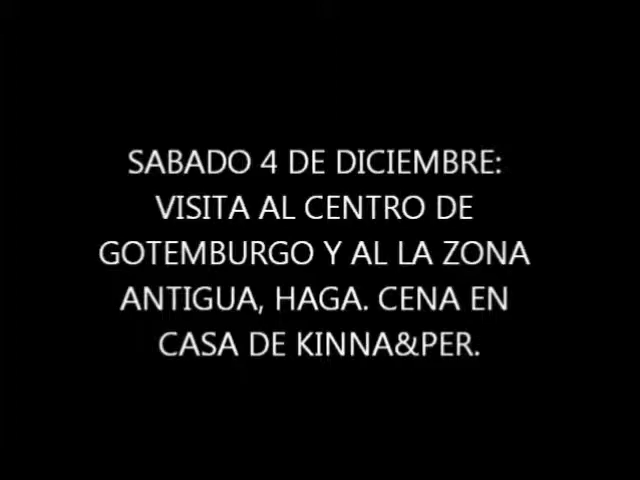 SABADO 4 DE DICIEMBRE:
VISITA AL CENTRO DE
GOTEMBURGO Y AL LA ZONA
ANTIGUA, HAGA. CENA EN
CASA DE KINNA&PER.